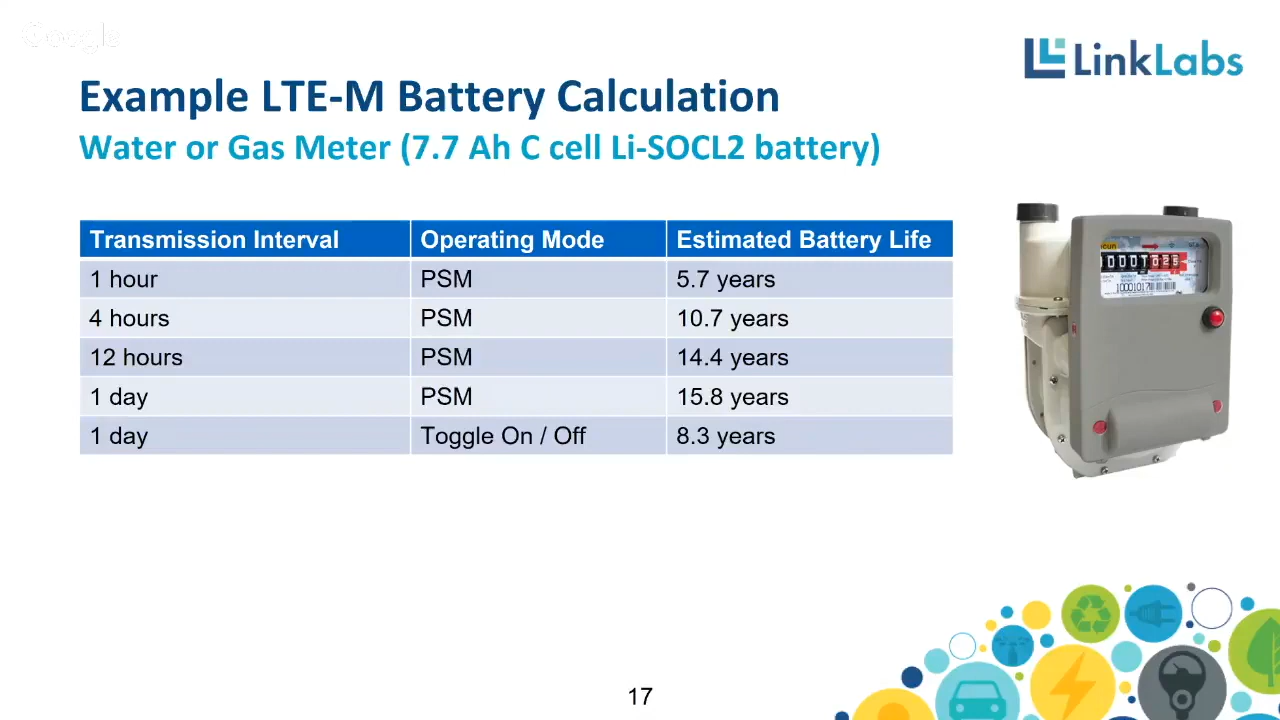 Google
LinkLabs
Example LTE-M Battery Calculation
Water or Gas Meter (7.7 Ah C cell Li-SOCL2 battery)
Transmission Interval Operating Mode Estimated Battery Life
1 hour PSM 5.7 years
4 hours PSM 10.7 years
12 hours PSM 14.4 years
1 day PSM 15.8 years
1 day Toggle On / Off 8.3 years
17